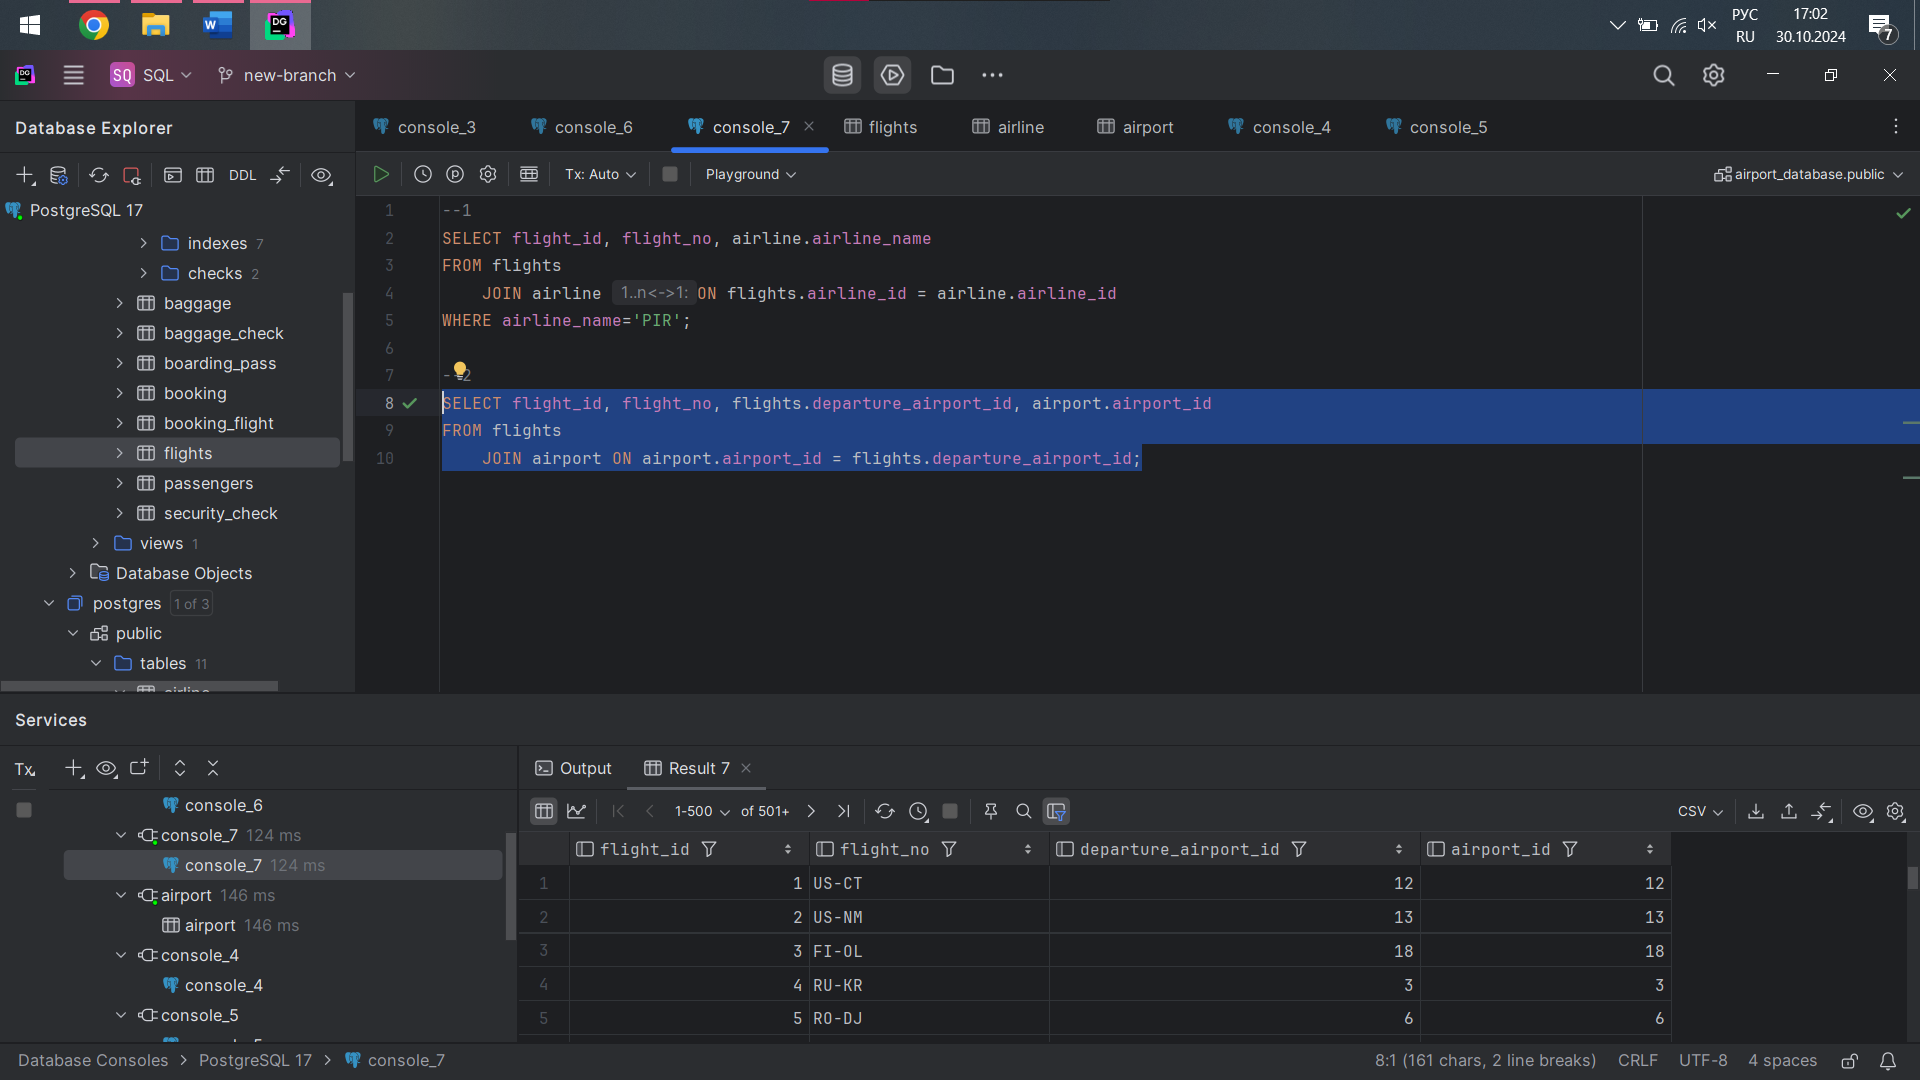 РУС
RU
17:02
30.10.2024
7
SQ SQL
new-branch
Database Explorer
console_3
console_6
console_7
flights
airline
airport
console_4
console_5
DDL
Tx: Auto
Playground
airport_database.public
PostgreSQL 17
indexes 7
checks 2
baggage
baggage_check
boarding_pass
booking
booking_flight
flights
passengers
security_check
views 1
Database Objects
postgres 1 of 3
public
tables 11
airline
1 --1
2 SELECT flight_id, flight_no, airline.airline_name
3 FROM flights
4 JOIN airline 1..n<->1: ON flights.airline_id = airline.airline_id
5 WHERE airline_name='PIR';
6
7 --2
8 SELECT flight_id, flight_no, flights.departure_airport_id, airport.airport_id
9 FROM flights
10 JOIN airport ON airport.airport_id = flights.departure_airport_id;
Services
Tx
console_6
console_7 124 ms
console_7 124 ms
airport 146 ms
airport 146 ms
console_4
console_4
console_5
Output
Result 7
1-500 of 501+
CSV
flight_id flight_no departure_airport_id airport_id
1 1 US-CT 12 12
2 2 US-NM 13 13
3 3 FI-OL 18 18
4 4 RU-KR 3 3
5 5 RO-DJ 6 6
Database Consoles > PostgreSQL 17 > console_7
8:1 (161 chars, 2 line breaks) CRLF UTF-8 4 spaces